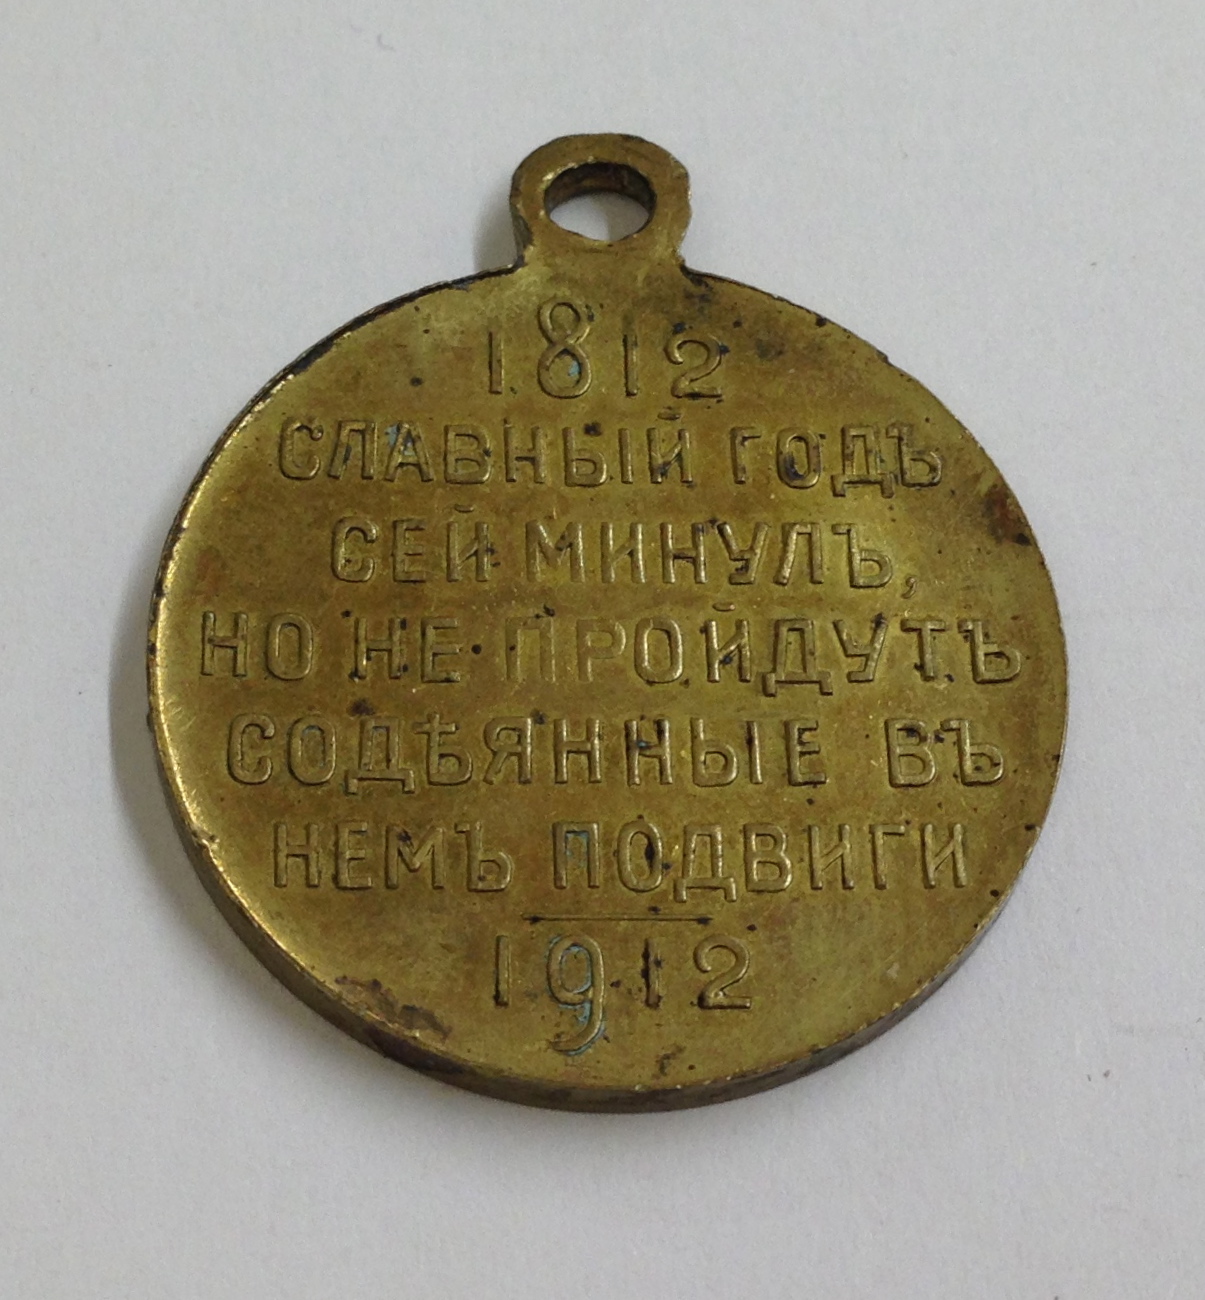 1812
СЛАВНЫЙ ГОДЪ
СЕЙ МИНУЛЪ,
НО НЕ ПРОЙДУТЪ
СОДѢЯННЫЕ ВЪ
НЕМЪ ПОДВИГИ
1912